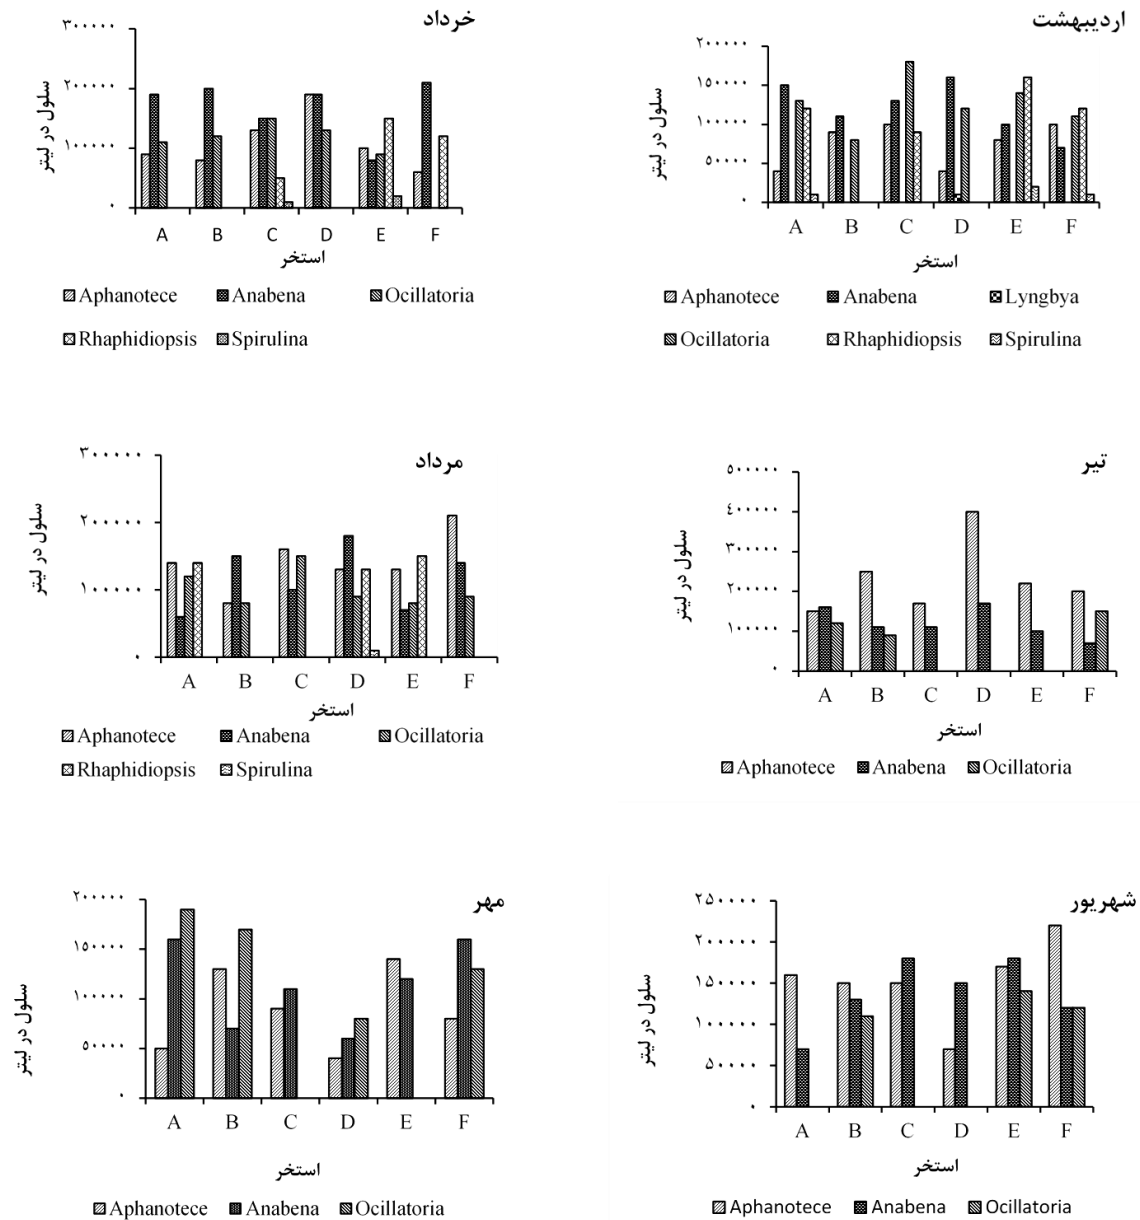 اردیبهشت
۲۰۰۰۰۰
۱۵۰۰۰۰
۱۰۰۰۰۰
۵۰۰۰۰
۰
سلول در لیتر
A B C D E F
استخر
Aphanotece Anabena Lyngbya
Ocillatoria Rhaphidiopsis Spirulina
خرداد
۳۰۰۰۰۰
۲۰۰۰۰۰
۱۰۰۰۰۰
۰
سلول در لیتر
A B C D E F
استخر
Aphanotece Anabena Ocillatoria
Rhaphidiopsis Spirulina
تیر
۵۰۰۰۰۰
٤۰۰۰۰۰
۳۰۰۰۰۰
۲۰۰۰۰۰
۱۰۰۰۰۰
۰
سلول در لیتر
A B C D E F
استخر
Aphanotece Anabena Ocillatoria
مرداد
۳۰۰۰۰۰
۲۰۰۰۰۰
۱۰۰۰۰۰
۰
سلول در لیتر
A B C D E F
استخر
Aphanotece Anabena Ocillatoria
Rhaphidiopsis Spirulina
شهریور
۲۵۰۰۰۰
۲۰۰۰۰۰
۱۵۰۰۰۰
۱۰۰۰۰۰
۵۰۰۰۰
۰
سلول در لیتر
A B C D E F
استخر
Aphanotece Anabena Ocillatoria
مهر
۲۰۰۰۰۰
۱۵۰۰۰۰
۱۰۰۰۰۰
۵۰۰۰۰
۰
سلول در لیتر
A B C D E F
استخر
Aphanotece Anabena Ocillatoria